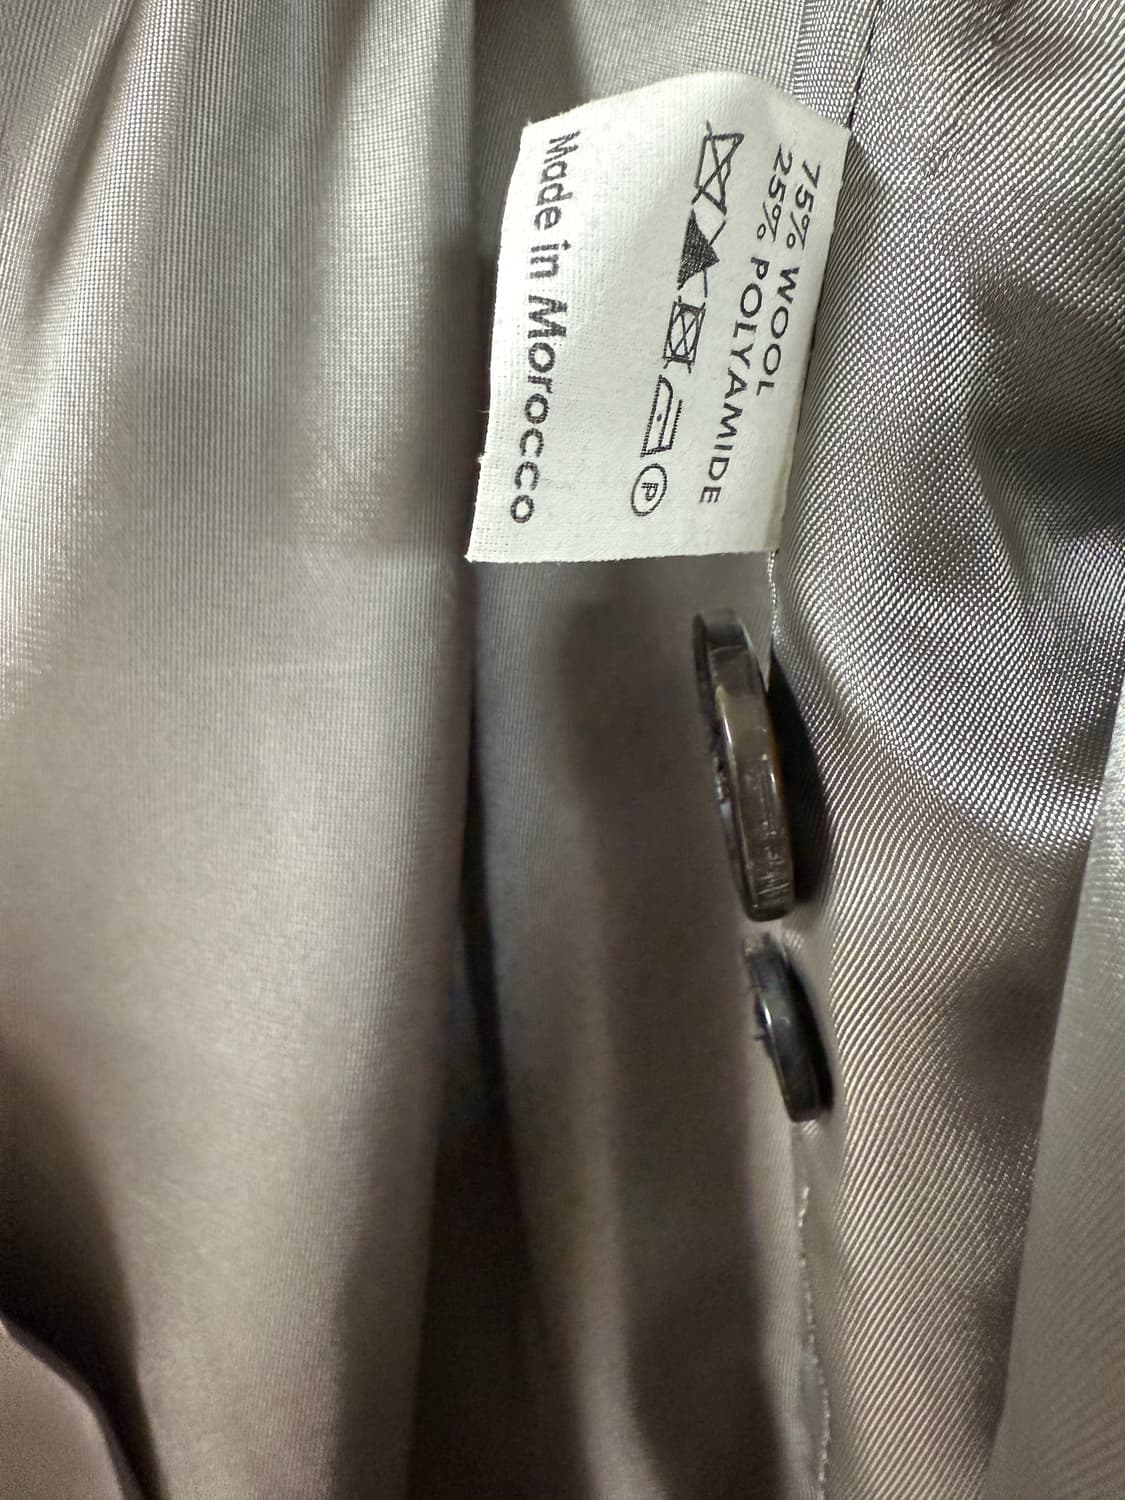 75% WOOL
25% POLYAMIDE
P
Made in Morocco